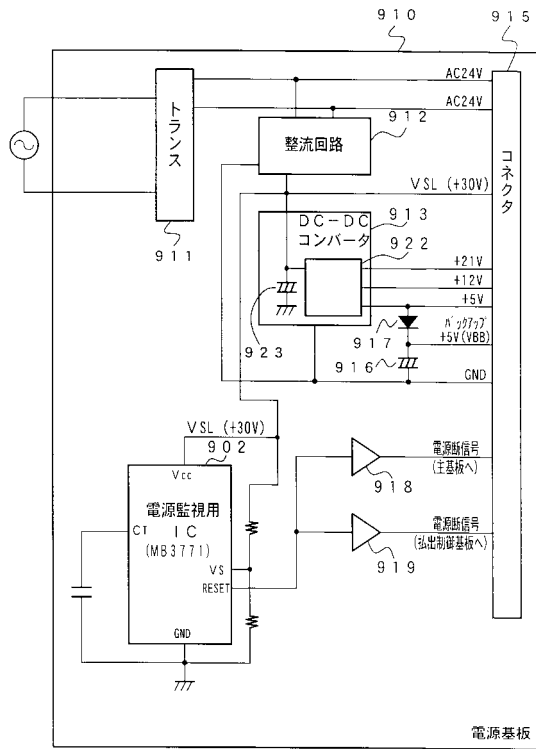 910
915
AC24V
AC24V
トランス
911
整流回路
912
コネクタ
VSL (+30V)
DC-DC
コンバータ
913
922
+21V
+12V
+5V
917
バックアップ
+5V(VBB)
923
916
GND
VSL (+30V)
902
Vcc
電源監視用
IC
(MB3771)
CT
VS
RESET
GND
電源断信号
(主基板へ)
918
電源断信号
(払出制御基板へ)
919
電源基板